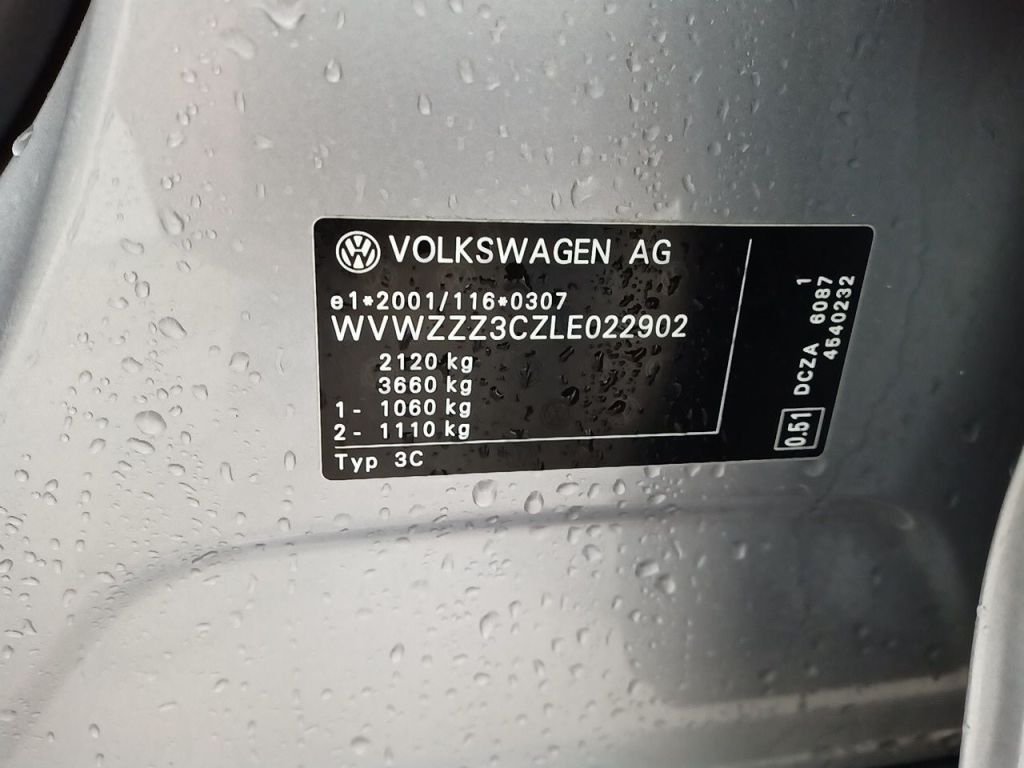 VOLKSWAGEN AG
e1*2001/116*0307
WVWZZZ3CZLE022902
2120 kg
3660 kg
1- 1060 kg
2- 1110 kg
Typ 3C
1
DCZA 6087
0.51 4540232